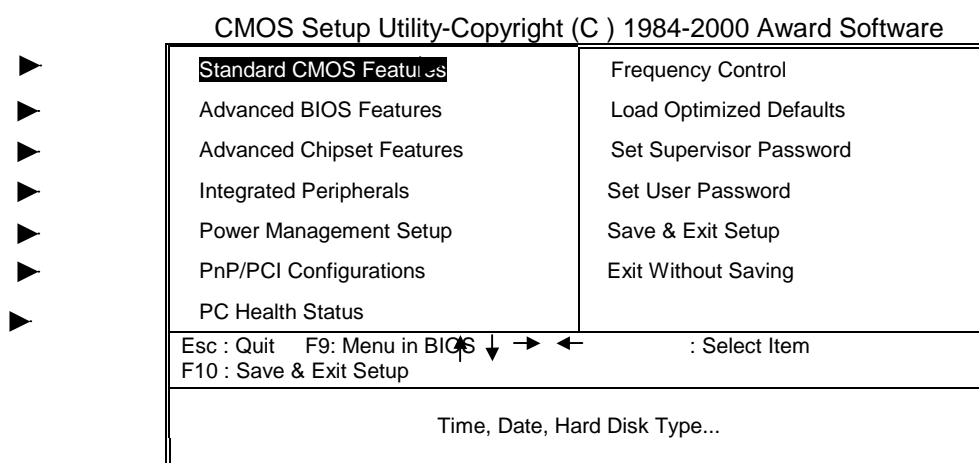 CMOS Setup Utility-Copyright (C ) 1984-2000 Award Software
Standard CMOS Features
Advanced BIOS Features
Advanced Chipset Features
Integrated Peripherals
Power Management Setup
PnP/PCI Configurations
PC Health Status
Frequency Control
Load Optimized Defaults
Set Supervisor Password
Set User Password
Save & Exit Setup
Exit Without Saving
Esc : Quit F9: Menu in BIOS ↑ ↓ → ← : Select Item
F10 : Save & Exit Setup
Time, Date, Hard Disk Type...